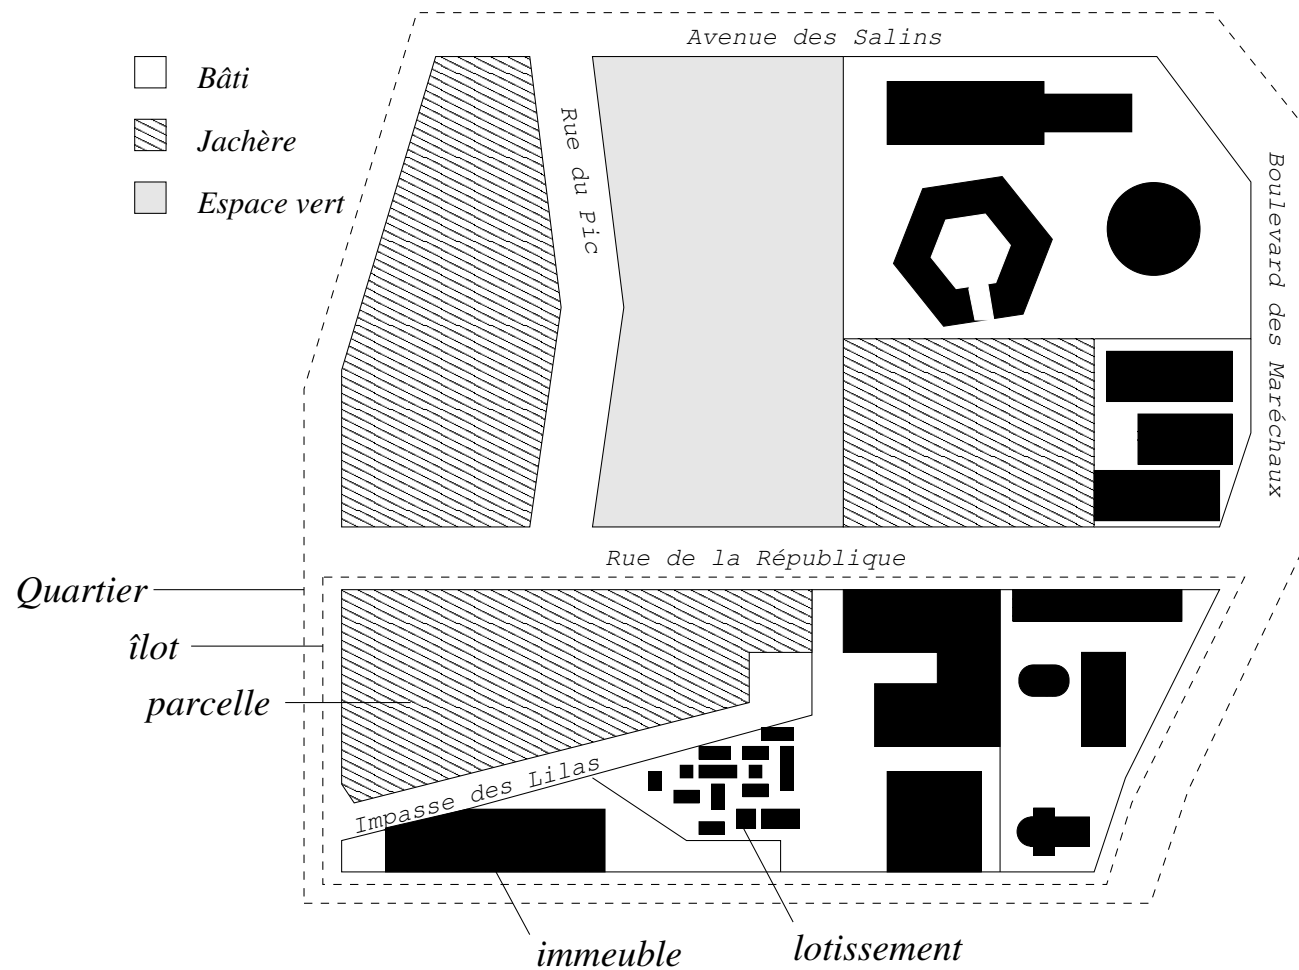 Avenue des Salins
Bâti
Jachère
Espace vert
Rue du Pic
Boulevard des Maréchaux
Rue de la République
Quartier
îlot
parcelle
Impasse des Lilas
immeuble
lotissement